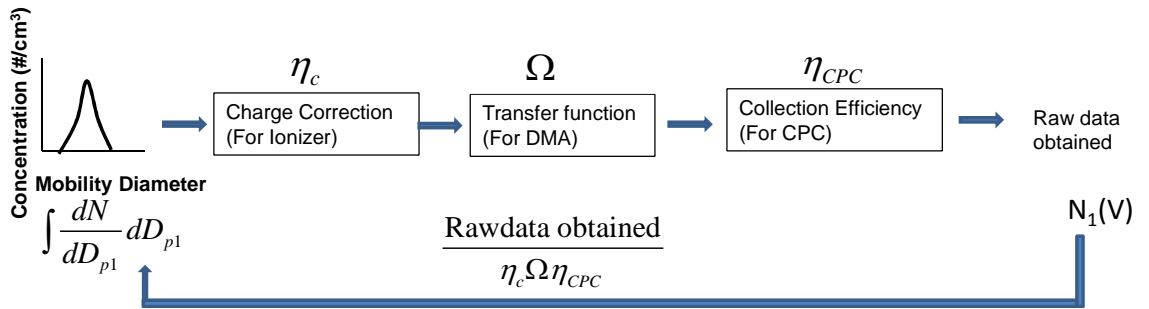 Concentration (#/cm³)
Mobility Diameter
η_c
Charge Correction
(For Ionizer)
Ω
Transfer function
(For DMA)
η_CPC
Collection Efficiency
(For CPC)
Raw data
obtained
∫ dN/dD_p1 dD_p1
Rawdata obtained
η_c Ω η_CPC
N₁(V)